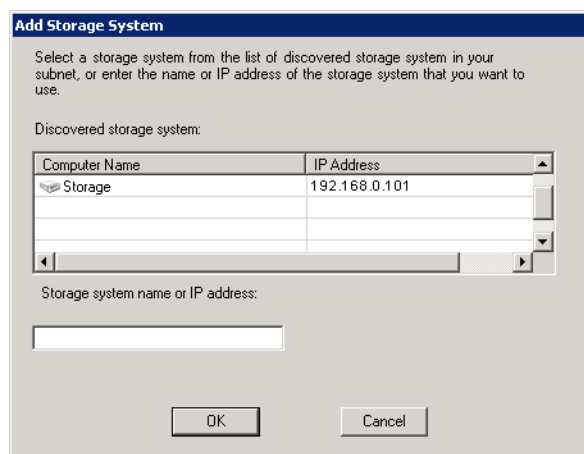 Add Storage System
Select a storage system from the list of discovered storage system in your
subnet, or enter the name or IP address of the storage system that you want to
use.
Discovered storage system:
Computer Name IP Address
Storage 192.168.0.101
Storage system name or IP address:
OK Cancel